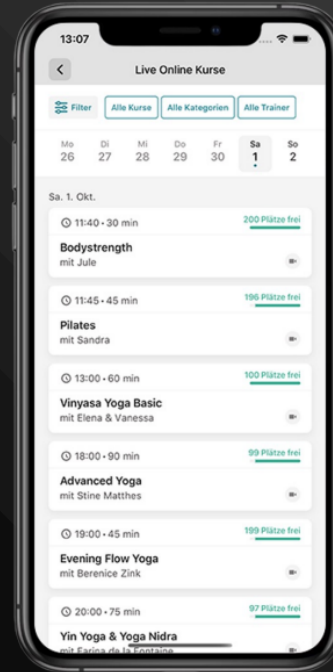 13:07
Live Online Kurse
Filter Alle Kurse Alle Kategorien Alle Trainer
Mo Di Mi Do Fr Sa So
26 27 28 29 30 1 2
Sa. 1. Okt.
11:40 • 30 min 200 Plätze frei
Bodystrength
mit Jule
11:45 • 45 min 196 Plätze frei
Pilates
mit Sandra
13:00 • 60 min 100 Plätze frei
Vinyasa Yoga Basic
mit Elena & Vanessa
18:00 • 90 min 99 Plätze frei
Advanced Yoga
mit Stine Matthes
19:00 • 45 min 199 Plätze frei
Evening Flow Yoga
mit Berenice Zink
20:00 • 75 min 97 Plätze frei
Yin Yoga & Yoga Nidra
mit Farina de la Fontaine